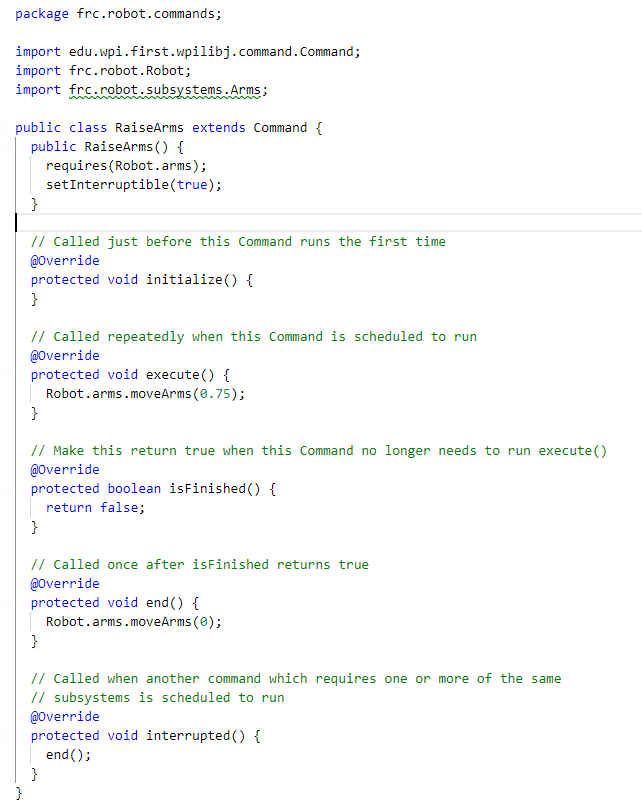 package frc.robot.commands;
import edu.wpi.first.wpilibj.command.Command;
import frc.robot.Robot;
import frc.robot.subsystems.Arms;
public class RaiseArms extends Command {
public RaiseArms() {
requires(Robot.arms);
setInterruptible(true);
}
// Called just before this Command runs the first time
@Override
protected void initialize() {
}
// Called repeatedly when this Command is scheduled to run
@Override
protected void execute() {
Robot.arms.moveArms(0.75);
}
// Make this return true when this Command no longer needs to run execute()
@Override
protected boolean isFinished() {
return false;
}
// Called once after isFinished returns true
@Override
protected void end() {
Robot.arms.moveArms(0);
}
// Called when another command which requires one or more of the same
// subsystems is scheduled to run
@Override
protected void interrupted() {
end();
}
}